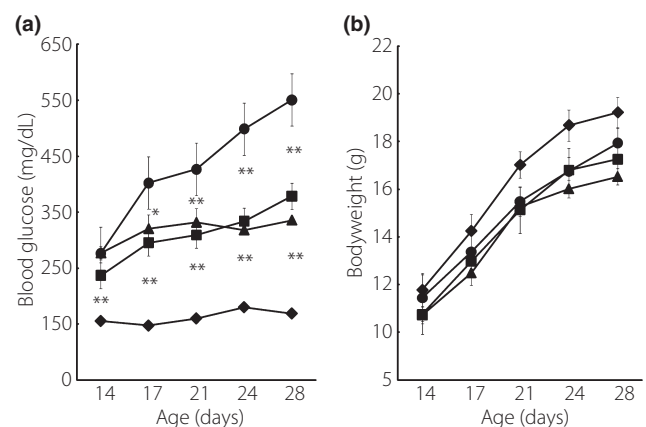 (a)
Blood glucose (mg/dL)
650
550
450
350
250
150
0
*
**
**
**
**
**
**
**
**
14 17 21 24 28
Age (days)
(b)
Bodyweight (g)
22
20
18
16
12
10
5
14 17 21 24 28
Age (days)